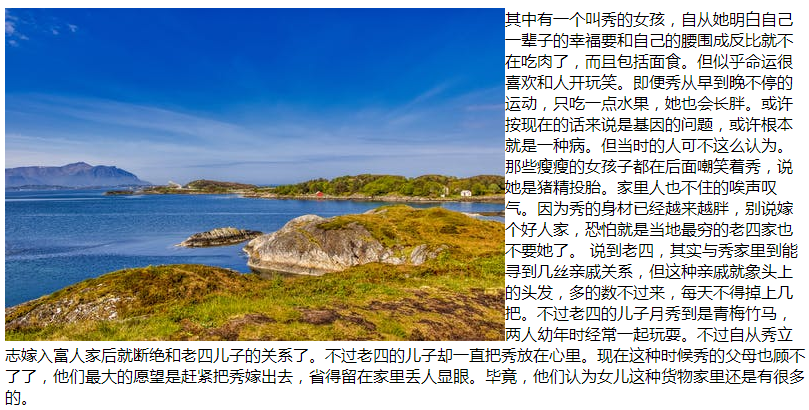 其中有一个叫秀的女孩，自从她明白自己
一辈子的幸福要和自己的腰围成反比就不
在吃肉了，而且包括面食。但似乎命运很
喜欢和人开玩笑。即便秀从早到晚不停的
运动，只吃一点水果，她也会长胖。或许
按现在的话来说是基因的问题，或许根本
就是一种病。但当时的人可不这么认为。
那些瘦瘦的女孩子都在后面嘲笑着秀，说
她是猪精投胎。家里人也不住的唉声叹
气。因为秀的身材已经越来越胖，别说嫁
个好人家，恐怕就是当地最穷的老四家也
不要她了。 说到老四，其实与秀家里到能
寻到几丝亲戚关系，但这种亲戚就象头上
的头发，多的数不过来，每天不得掉上几
把。不过老四的儿子月秀到是青梅竹马，
两人幼年时经常一起玩耍。不过自从秀立
志嫁入富人家后就断绝和老四儿子的关系了。不过老四的儿子却一直把秀放在心里。现在这种时候秀的父母也顾不
了了，他们最大的愿望是赶紧把秀嫁出去，省得留在家里丢人显眼。毕竟，他们认为女儿这种货物家里还是有很多
的。